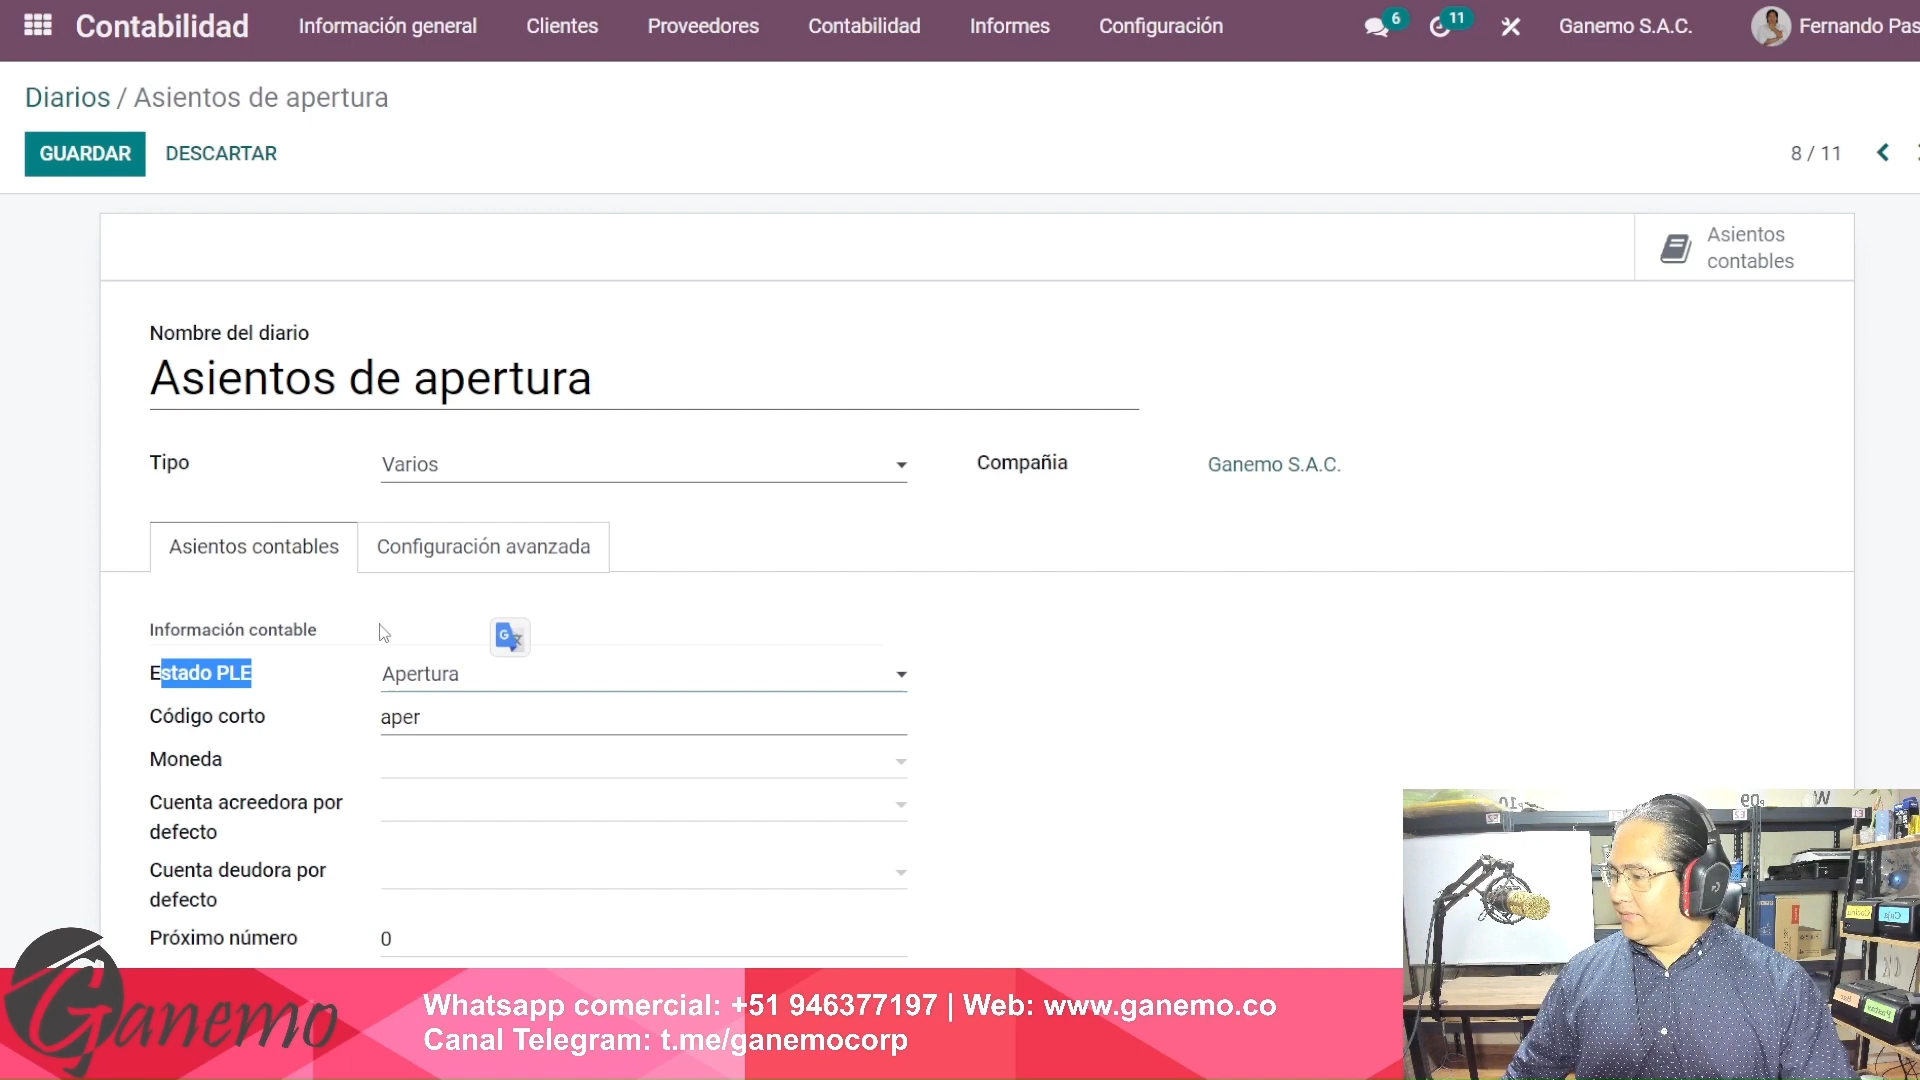 Contabilidad Información general Clientes Proveedores Contabilidad Informes Configuración 6 11 Ganemo S.A.C. Fernando Pas
Diarios / Asientos de apertura
GUARDAR DESCARTAR 8 / 11
Asientos
contables
Nombre del diario
Asientos de apertura
Tipo Varios Compañia Ganemo S.A.C.
Asientos contables Configuración avanzada
Información contable
Estado PLE Apertura
Código corto aper
Moneda
Cuenta acreedora por
defecto
Cuenta deudora por
defecto
Próximo número 0
Ganemo
Whatsapp comercial: +51 946377197 | Web: www.ganemo.co
Canal Telegram: t.me/ganemocorp